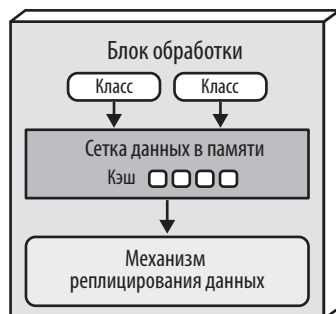 Блок обработки
Класс Класс
Сетка данных в памяти
Кэш
Механизм
реплицирования данных